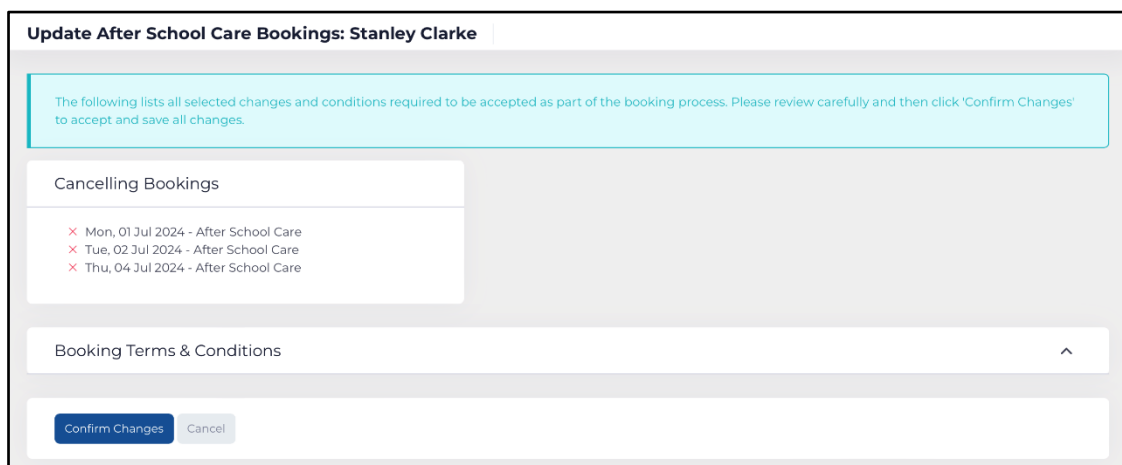 Update After School Care Bookings: Stanley Clarke
The following lists all selected changes and conditions required to be accepted as part of the booking process. Please review carefully and then click 'Confirm Changes'
to accept and save all changes.
Cancelling Bookings
× Mon, 01 Jul 2024 - After School Care
× Tue, 02 Jul 2024 - After School Care
× Thu, 04 Jul 2024 - After School Care
Booking Terms & Conditions
Confirm Changes Cancel